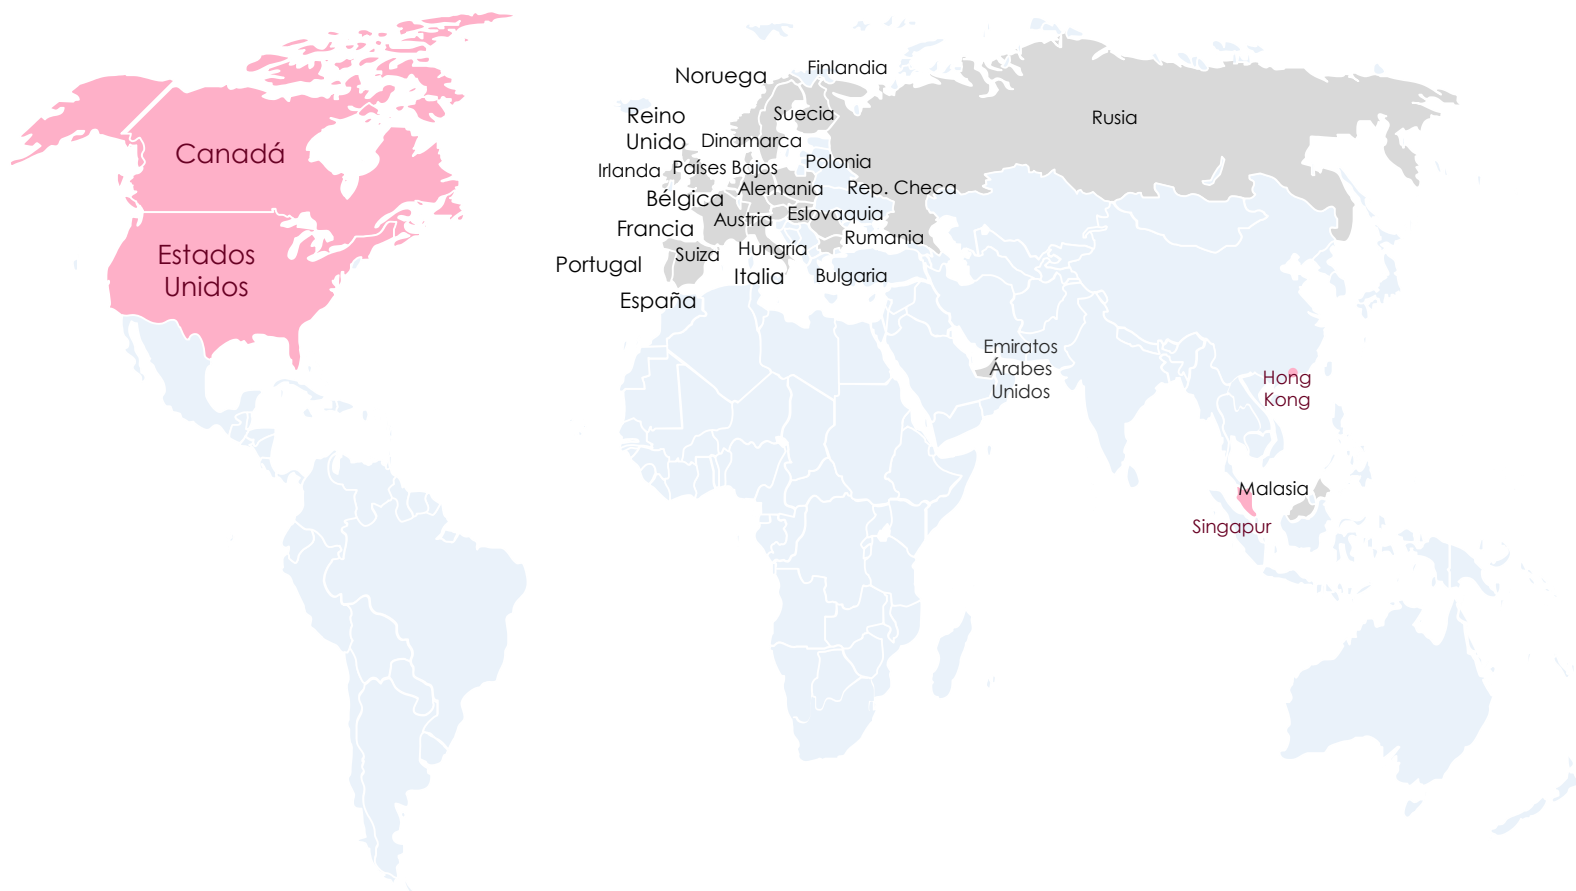 Finlandia
Noruega
Reino
Unido
Suecia
Rusia
Dinamarca
Irlanda
Países Bajos
Polonia
Canadá
Bélgica
Alemania
Rep. Checa
Francia
Austria
Eslovaquia
Estados
Unidos
Portugal
Suiza
Hungría
Rumania
Italia
Bulgaria
España
Emiratos
Árabes
Unidos
Hong
Kong
Malasia
Singapur